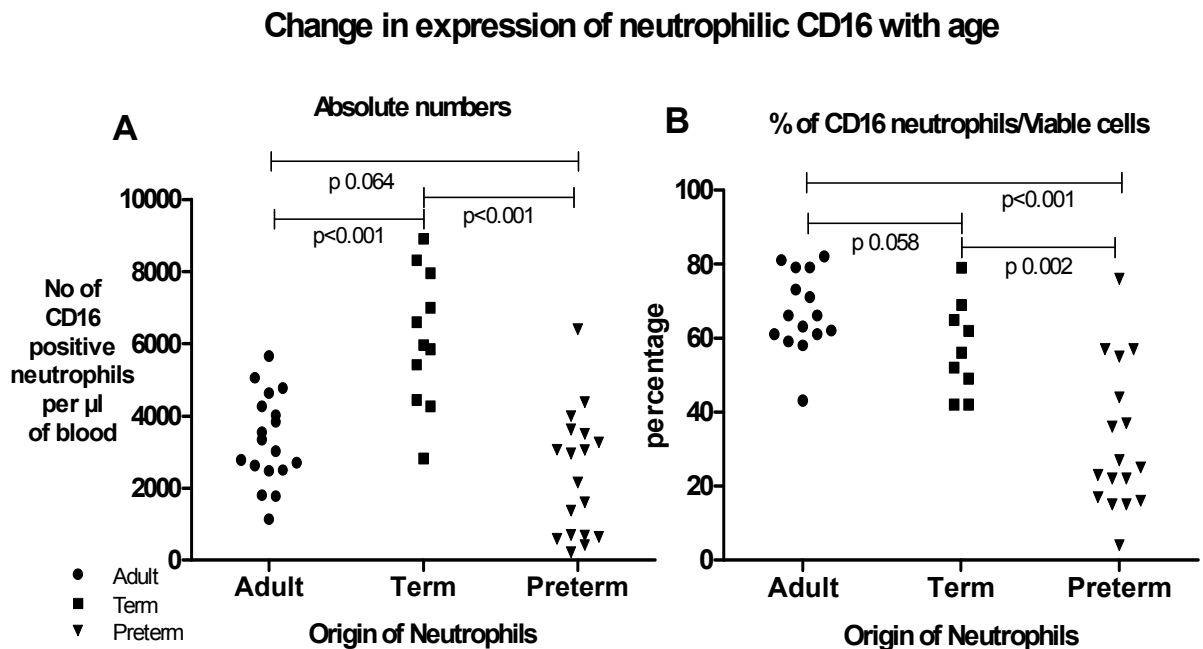 Change in expression of neutrophilic CD16 with age
A
Absolute numbers
p 0.064
p<0.001
p<0.001
10000
8000
6000
4000
2000
0
No of
CD16
positive
neutrophils
per µl
of blood
Adult
Term
Preterm
Origin of Neutrophils
Adult
Term
Preterm
B
% of CD16 neutrophils/Viable cells
p<0.001
p 0.058
p 0.002
100
80
60
40
20
0
percentage
Adult
Term
Preterm
Origin of Neutrophils